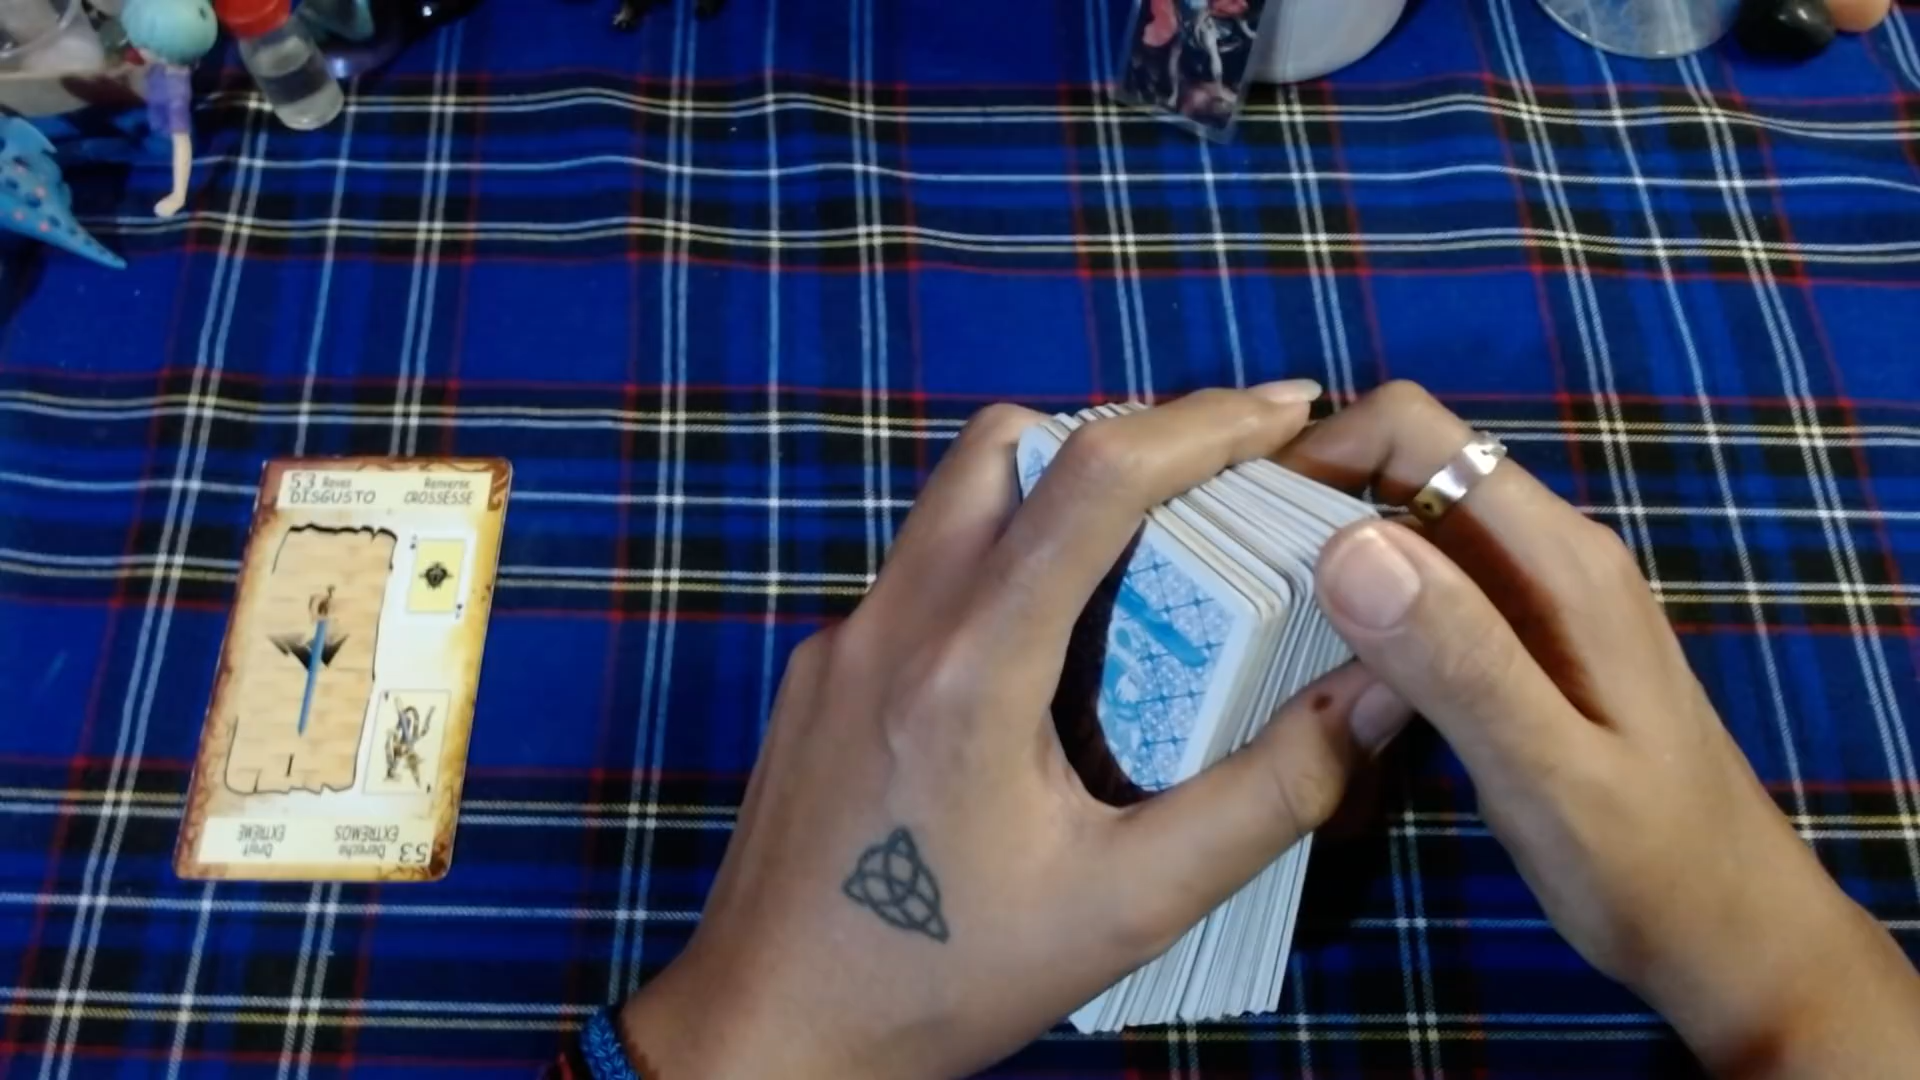 53 Reves Renverse
DISGUSTO GROSSESSE
EXTREME EXTREMOS 53
Droit Derecho